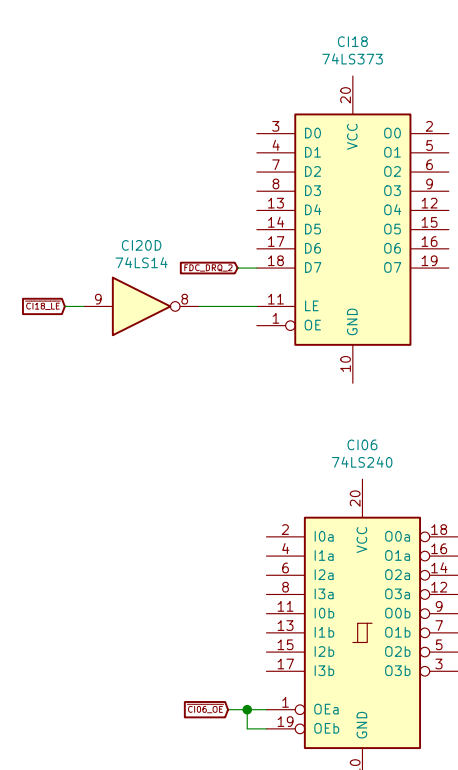 CI18
74LS373
20
VCC
3 D0 O0 2
4 D1 O1 5
7 D2 O2 6
8 D3 O3 9
13 D4 O4 12
14 D5 O5 15
17 D6 O6 16
18 D7 O7 19
FDC_DRQ_2
CI20D
74LS14
CI18_LE
9 8
11 LE
1 OE
GND
10
CI06
74LS240
20
VCC
2 I0a O0a 18
4 I1a O1a 16
6 I2a O2a 14
8 I3a O3a 12
11 I0b O0b 9
13 I1b O1b 7
15 I2b O2b 5
17 I3b O3b 3
CI06_OE
1 OEa
19 OEb
GND